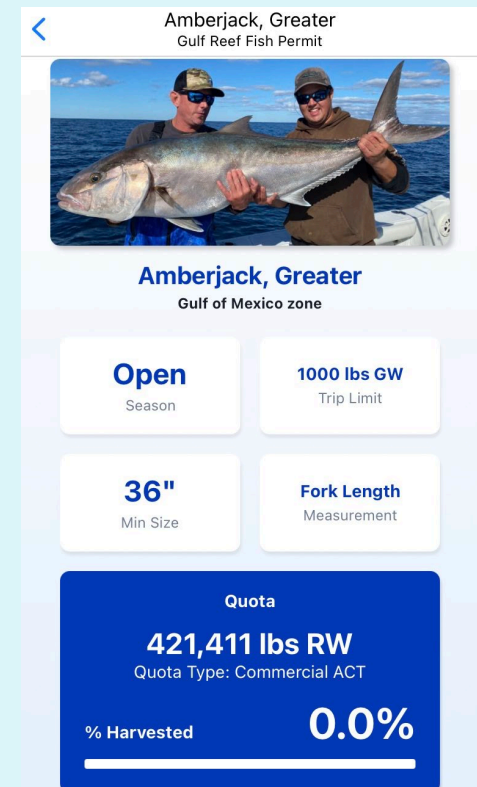 Amberjack, Greater
Gulf Reef Fish Permit
Amberjack, Greater
Gulf of Mexico zone
Open
Season
1000 lbs GW
Trip Limit
36"
Min Size
Fork Length
Measurement
Quota
421,411 lbs RW
Quota Type: Commercial ACT
% Harvested
0.0%